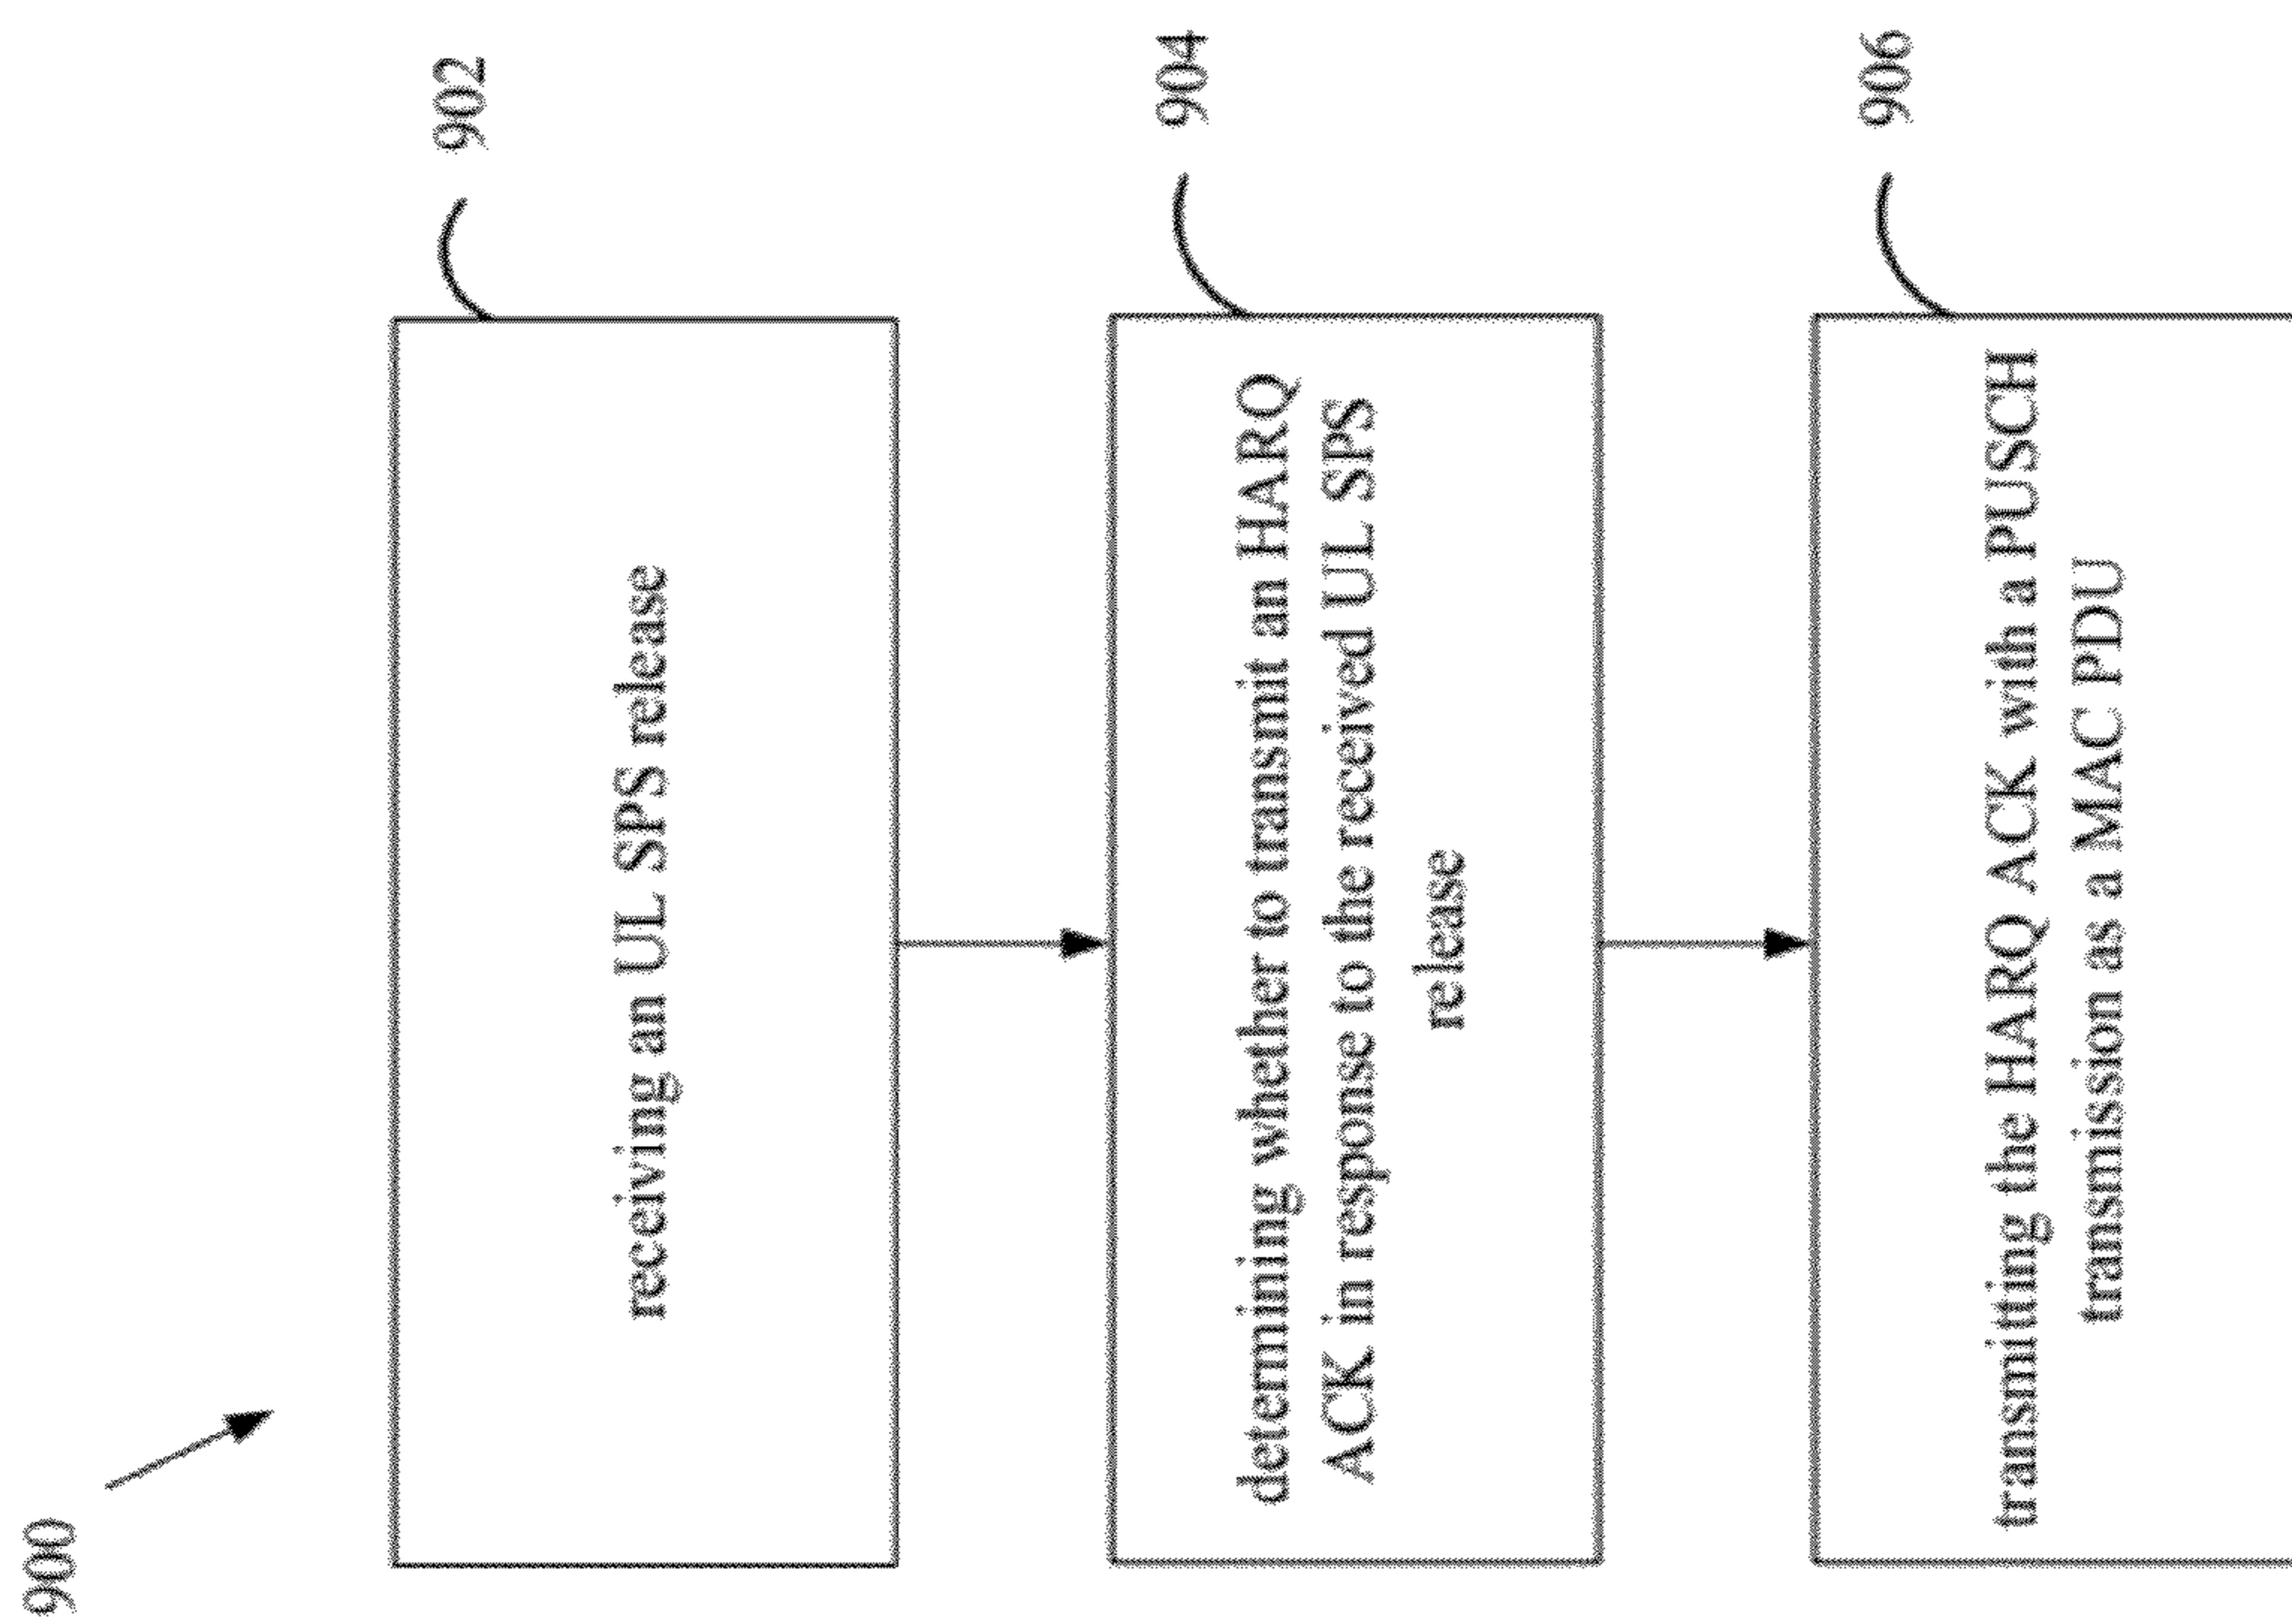 900
902
receiving an UL SPS release
904
determining whether to transmit an HARQ
ACK in response to the received UL SPS
release
906
transmitting the HARQ ACK with a PUSCH
transmission as a MAC PDU